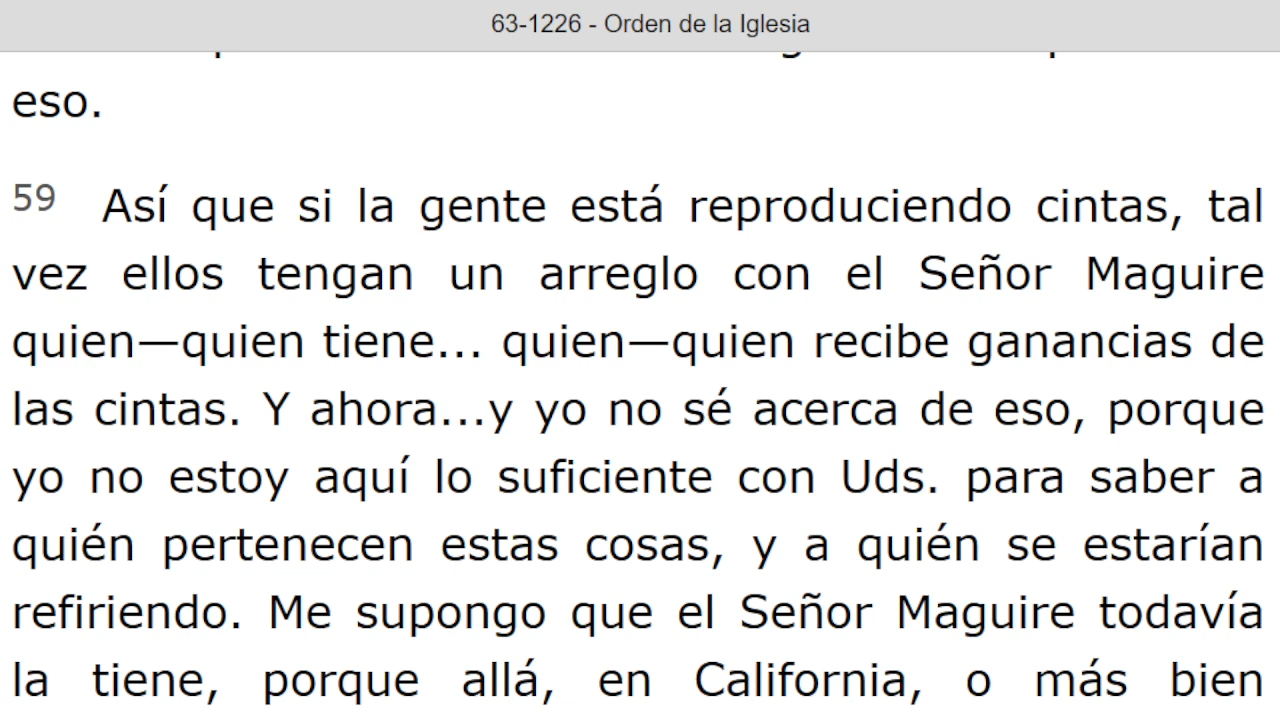 63-1226 - Orden de la Iglesia
eso.
59 Así que si la gente está reproduciendo cintas, tal
vez ellos tengan un arreglo con el Señor Maguire
quien—quien tiene... quien—quien recibe ganancias de
las cintas. Y ahora...y yo no sé acerca de eso, porque
yo no estoy aquí lo suficiente con Uds. para saber a
quién pertenecen estas cosas, y a quién se estarían
refiriendo. Me supongo que el Señor Maguire todavía
la tiene, porque allá, en California, o más bien